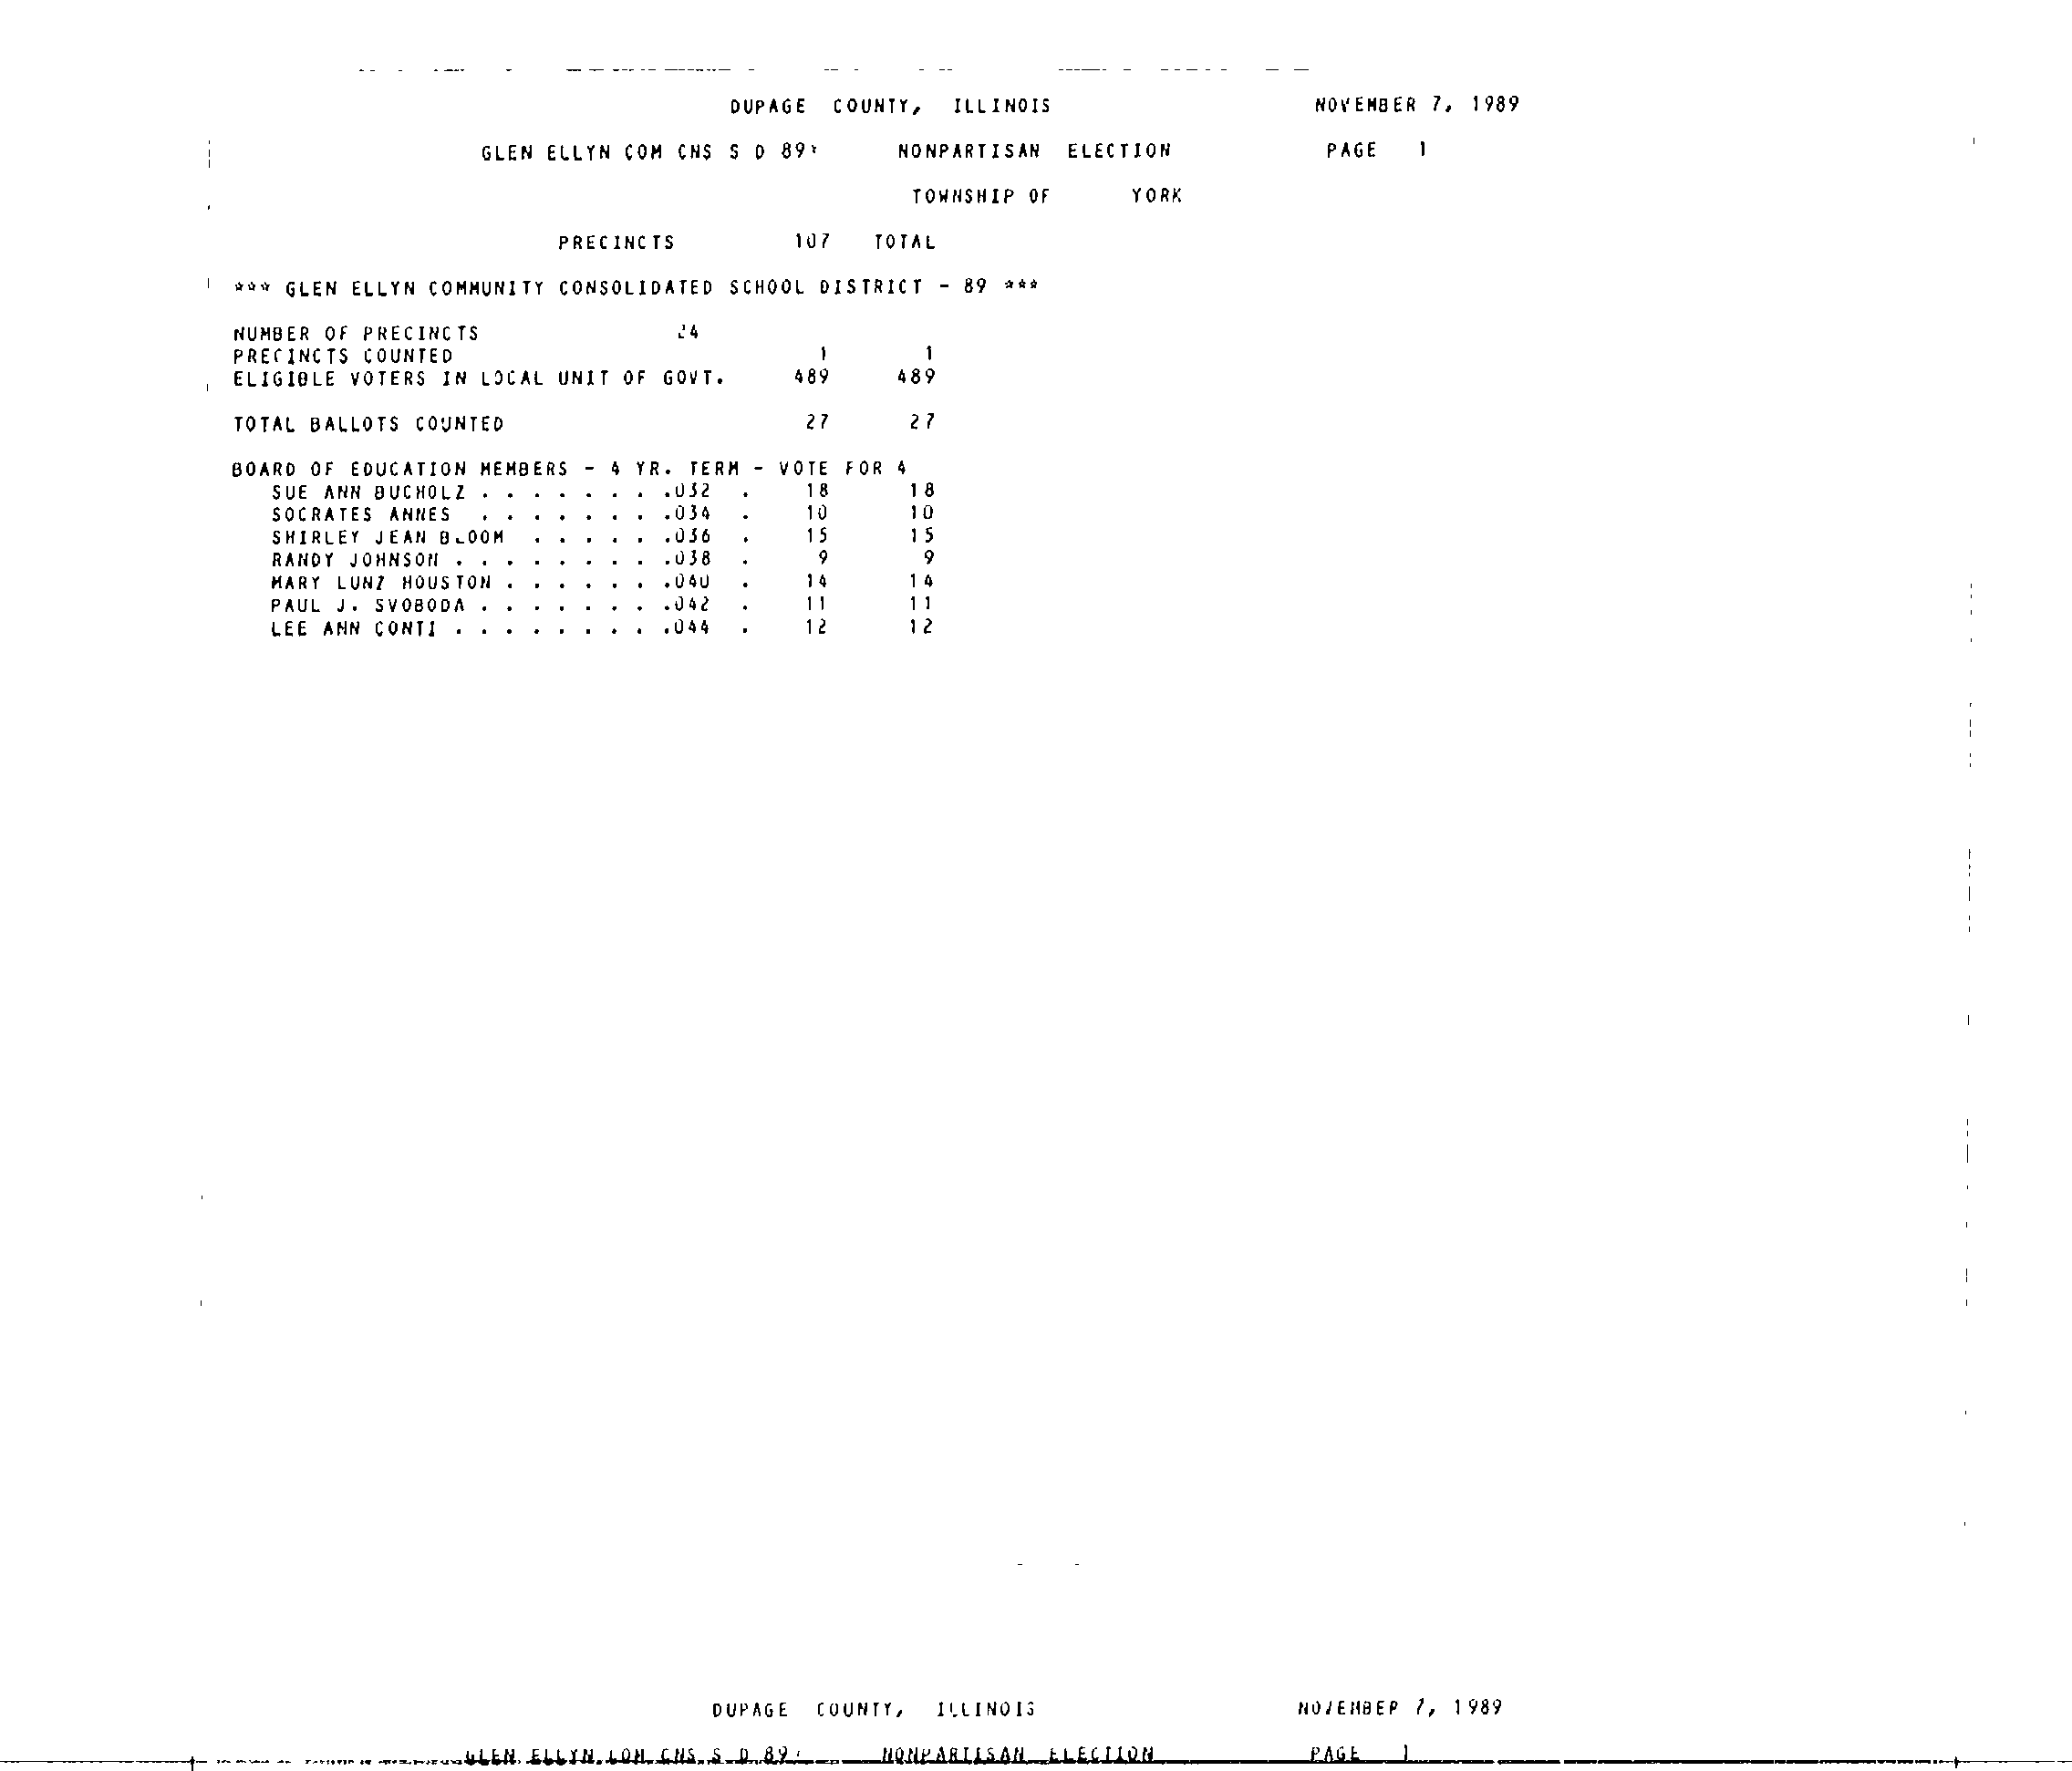 DUPAGE COUNTY, ILLINOIS NOVEMBER 7, 1989
GLEN ELLYN COM CNS S D 89* NONPARTISAN ELECTION PAGE 1
TOWNSHIP OF YORK
PRECINCTS 107 TOTAL
*** GLEN ELLYN COMMUNITY CONSOLIDATED SCHOOL DISTRICT - 89 ***
NUMBER OF PRECINCTS 24
PRECINCTS COUNTED 1 1
ELIGIBLE VOTERS IN LOCAL UNIT OF GOVT. 489 489
TOTAL BALLOTS COUNTED 27 27
BOARD OF EDUCATION MEMBERS - 4 YR. TERM - VOTE FOR 4
SUE ANN BUCHOLZ . . . . . . . .032 . 18 18
SOCRATES ANNES . . . . . . . .034 . 10 10
SHIRLEY JEAN BLOOM . . . . . .036 . 15 15
RANDY JOHNSON . . . . . . . . .038 . 9 9
MARY LUNZ HOUSTON . . . . . . .040 . 14 14
PAUL J. SVOBODA . . . . . . . .042 . 11 11
LEE ANN CONTI . . . . . . . . .044 . 12 12
DUPAGE COUNTY, ILLINOIS NOVEMBER 7, 1989
GLEN ELLYN COM CNS S D 89* NONPARTISAN ELECTION PAGE 1